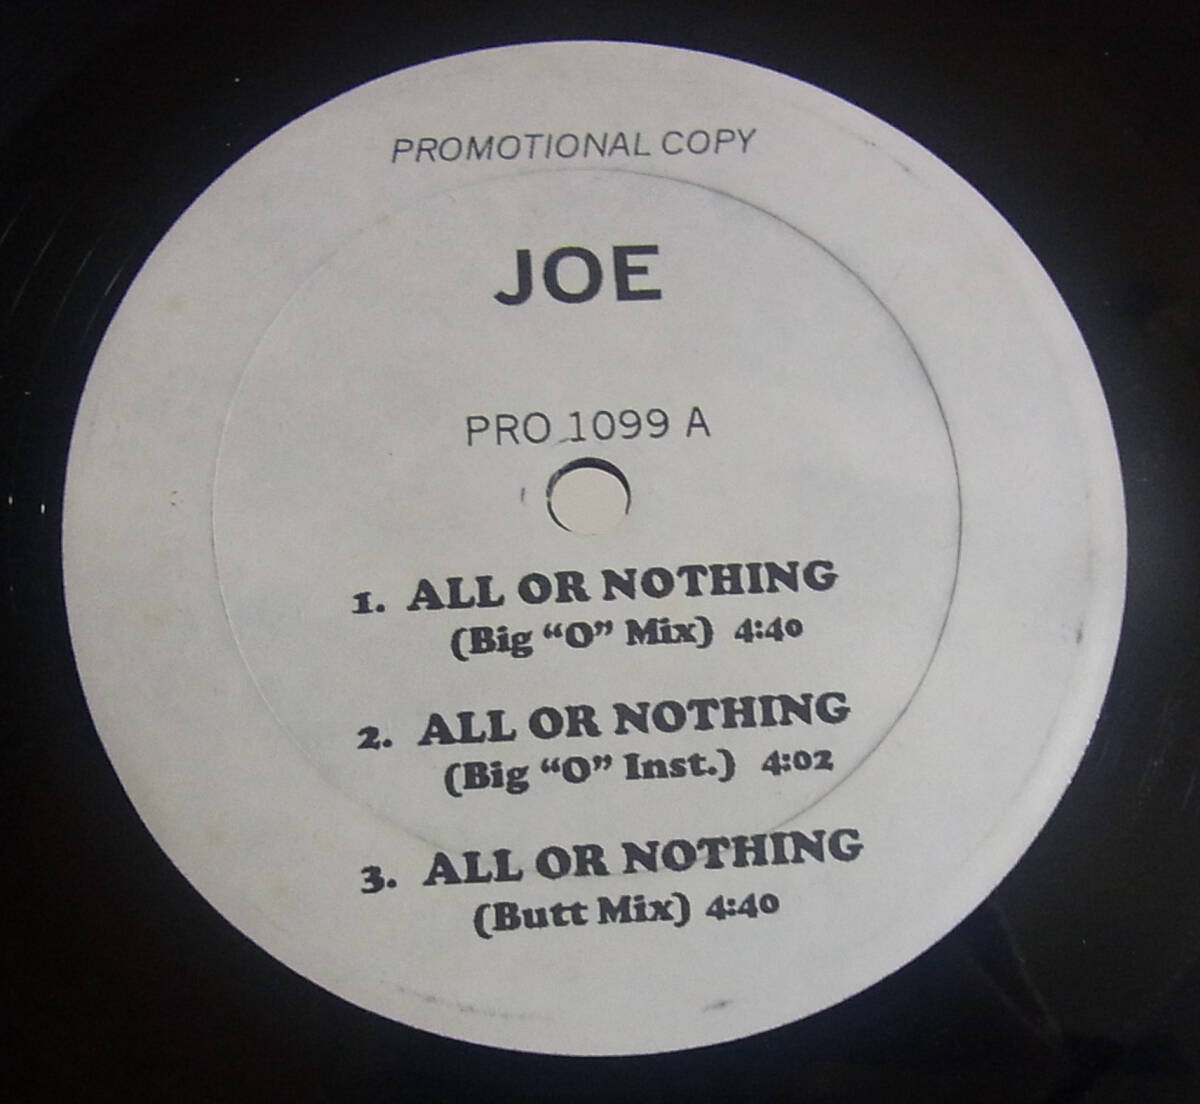 PROMOTIONAL COPY
JOE
PRO 1099 A
1. ALL OR NOTHING
(Big “O” Mix) 4:40
2. ALL OR NOTHING
(Big “O” Inst.) 4:02
3. ALL OR NOTHING
(Butt Mix) 4:40